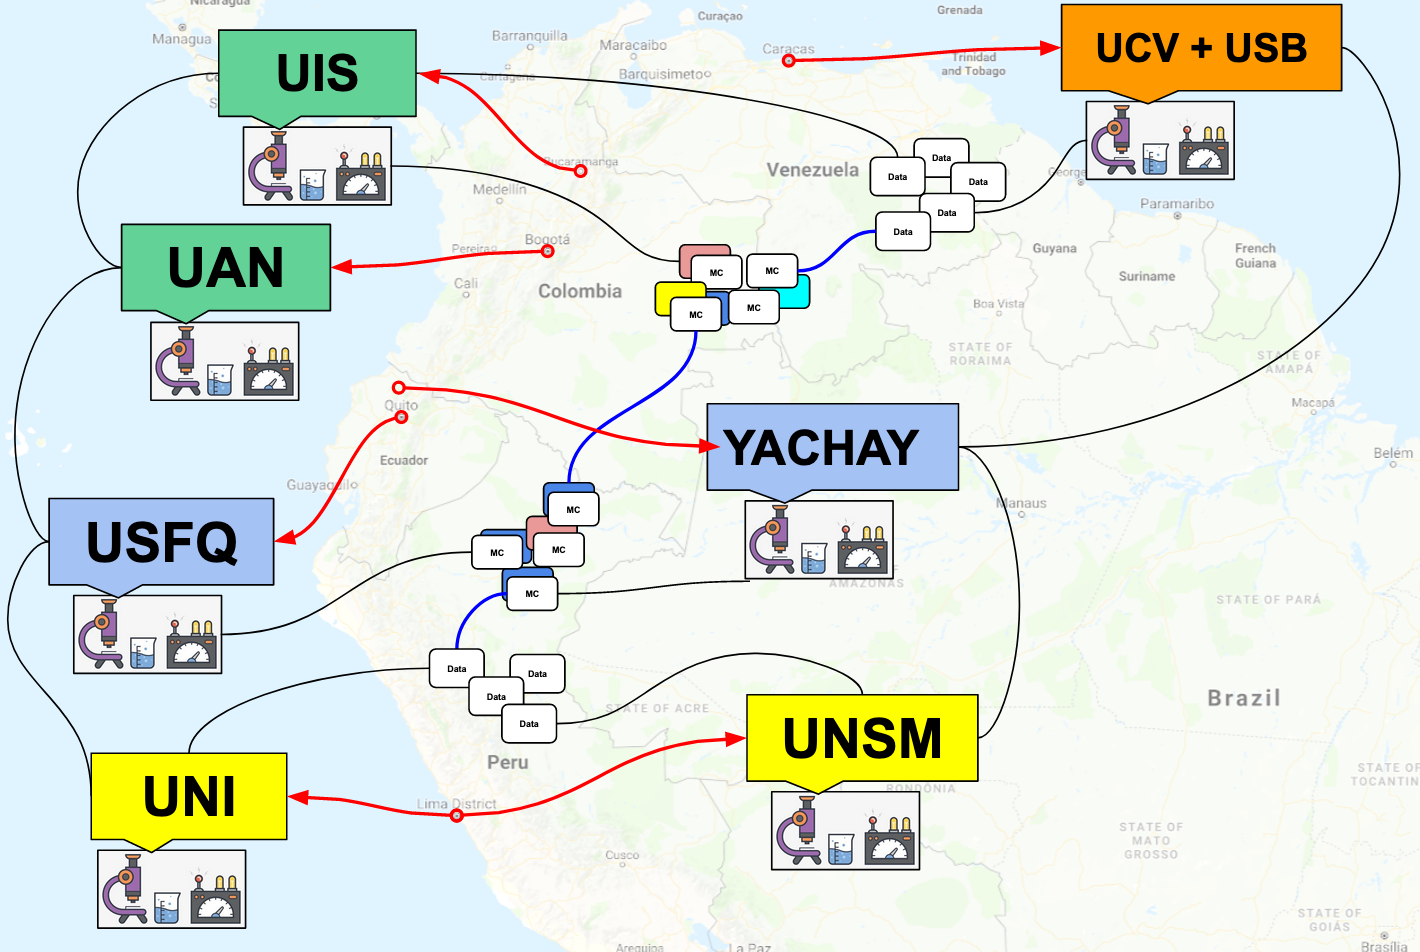 Nicaragua
Managua
Curaçao
Grenada
Barranquilla
Maracaibo
Caracas
Cartagena
Barquisimeto
Trinidad
and Tobago
UIS
UCV + USB
Bucaramanga
Medellín
Venezuela
Data
Data
Data
Data
Data
George
Paramaribo
Pereira
Bogotá
UAN
Cali
Colombia
Guyana
Suriname
French
Guiana
MC
MC
MC
MC
Boa Vista
STATE OF
RORAIMA
STATE OF
AMAPÁ
Macapá
Quito
Ecuador
Guayaquil
YACHAY
Belém
Manaus
USFQ
MC
MC
MC
MC
AMAZONAS
STATE OF PARÁ
Data
Data
Data
Data
STATE OF ACRE
Brazil
UNSM
Peru
UNI
Lima District
RONDÔNIA
STATE OF
TOCANTIN
STATE OF
MATO
GROSSO
Cusco
STATE OF
GOIÁS
Arequipa
La Paz
Brasília